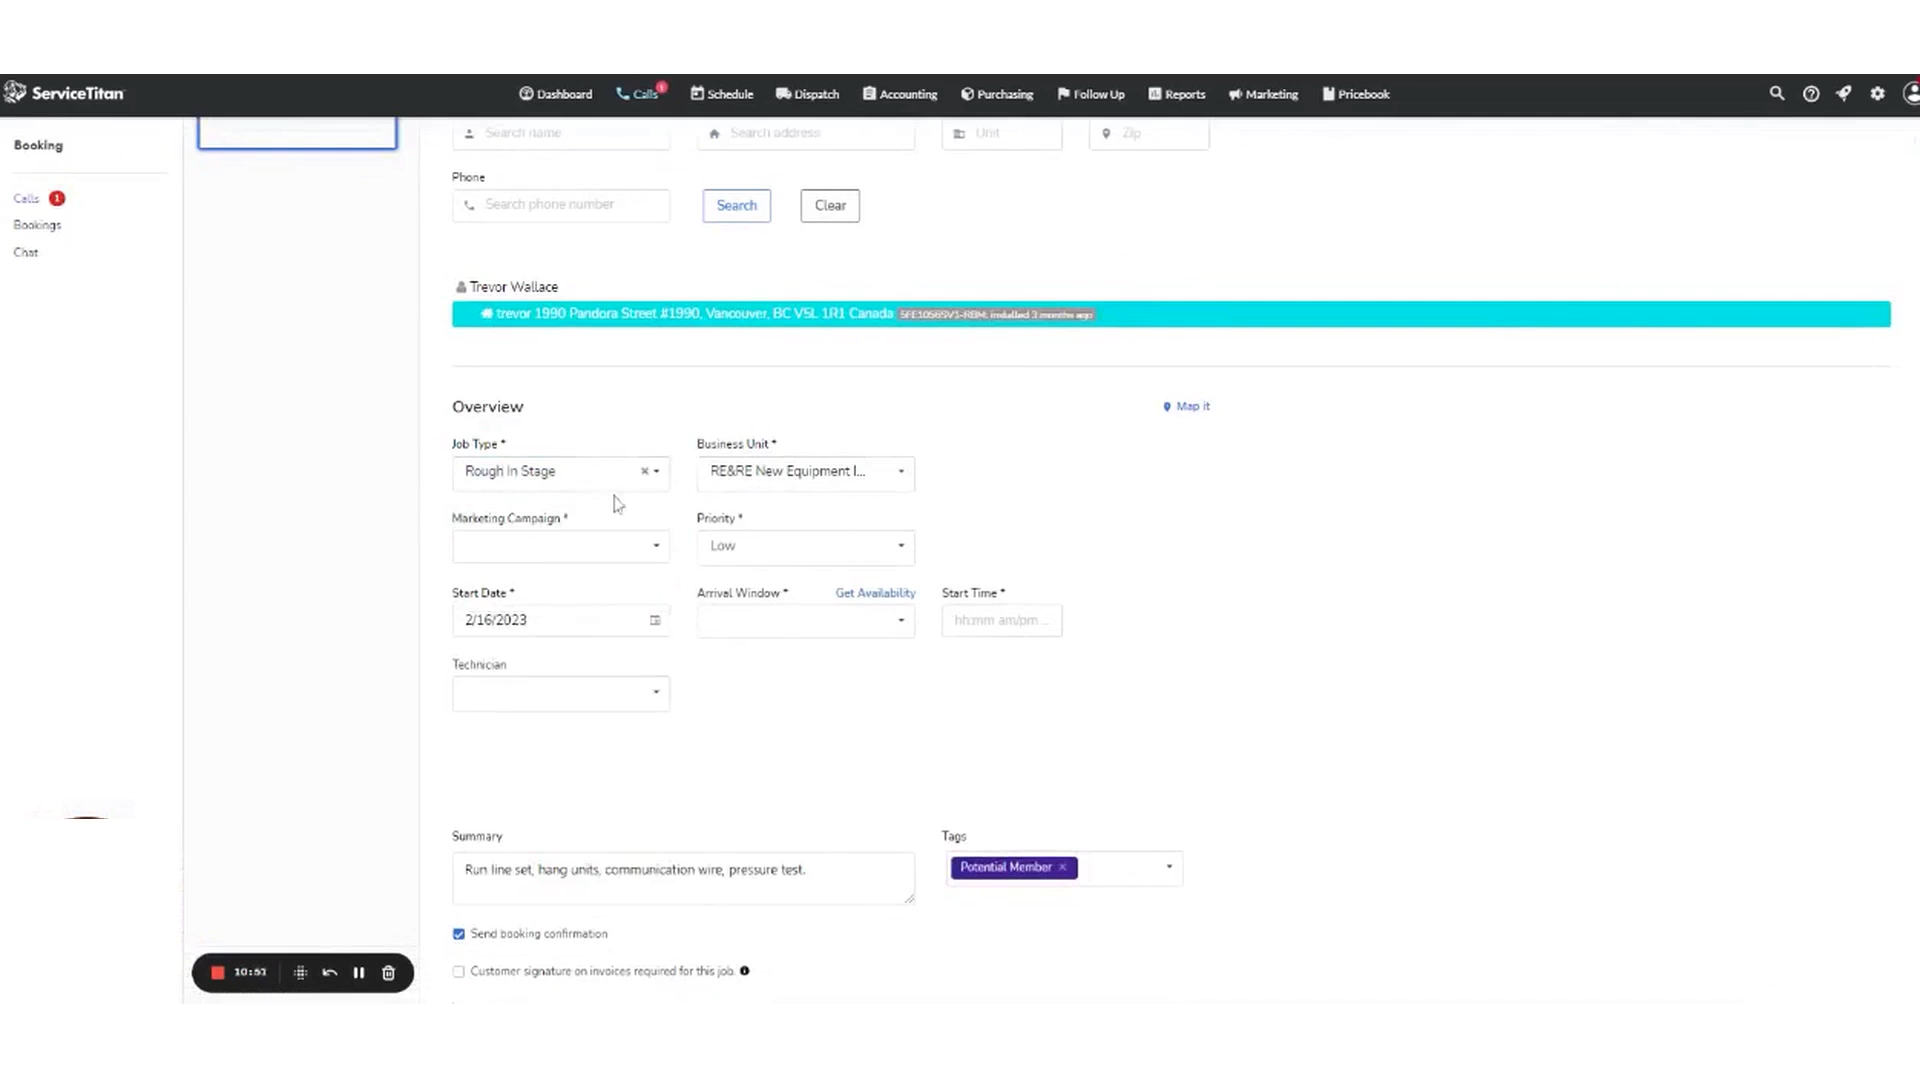 ServiceTitan
Dashboard Calls 1 Schedule Dispatch Accounting Purchasing Follow Up Reports Marketing Pricebook
Booking
Calls 1
Bookings
Chat
Search name Search address Unit Zip
Phone
Search phone number Search Clear
Trevor Wallace
trevor 1990 Pandora Street #1990, Vancouver, BC V5L 1R1 Canada installed 3 months ago
Overview Map it
Job Type * Business Unit *
Rough In Stage RE&RE New Equipment I...
Marketing Campaign * Priority *
Low
Start Date * Arrival Window * Get Availability Start Time *
2/16/2023 hh:mm am/pm ...
Technician
Summary Tags
Run line set, hang units, communication wire, pressure test. Potential Member ×
Send booking confirmation
Customer signature on invoices required for this job.
10:51